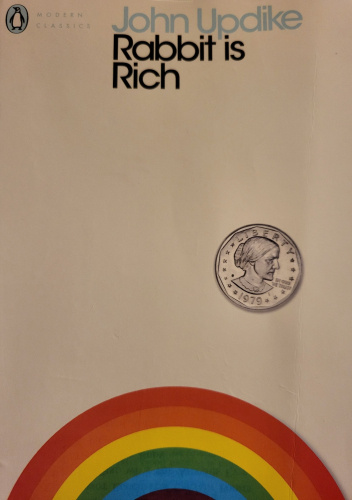 MODERN
CLASSICS
John Updike
Rabbit is
Rich
LIBERTY
1979